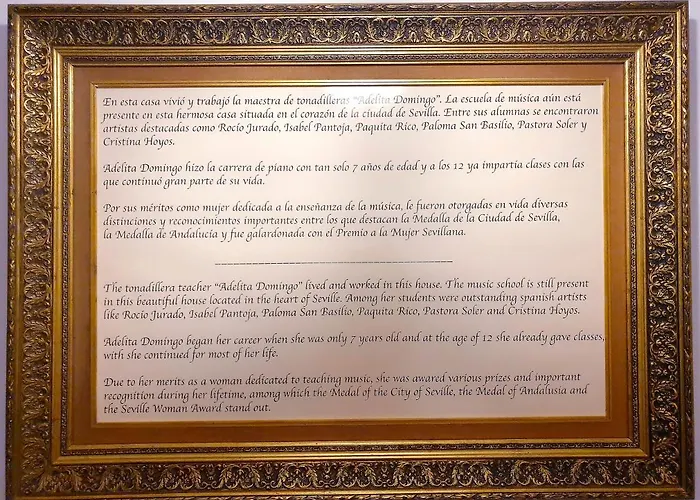 En esta casa vivió y trabajó la maestra de tonadilleras "Adelita Domingo". La escuela de música aún está
presente en esta hermosa casa situada en el corazón de la ciudad de Sevilla. Entre sus alumnas se encontraron
artistas destacadas como Rocío Jurado, Isabel Pantoja, Paquita Rico, Paloma San Basilio, Pastora Soler y
Cristina Hoyos.
Adelita Domingo hizo la carrera de piano con tan solo 7 años de edad y a los 12 ya impartía clases con las
que continuó gran parte de su vida.
Por sus méritos como mujer dedicada a la enseñanza de la música, le fueron otorgadas en vida diversas
distinciones y reconocimientos importantes entre los que destacan la Medalla de la Ciudad de Sevilla,
la Medalla de Andalucía y fue galardonada con el Premio a la Mujer Sevillana.
The tonadillera teacher "Adelita Domingo" lived and worked in this house. The music school is still present
in this beautiful house located in the heart of Seville. Among her students were outstanding spanish artists
like Rocío Jurado, Isabel Pantoja, Paloma San Basilio, Paquita Rico, Pastora Soler and Cristina Hoyos.
Adelita Domingo began her career when she was only 7 years old and at the age of 12 she already gave classes,
with she continued for most of her life.
Due to her merits as a woman dedicated to teaching music, she was awared various prizes and important
recognition during her lifetime, among which the Medal of the City of Seville, the Medal of Andalusia and
the Seville Woman Award stand out.